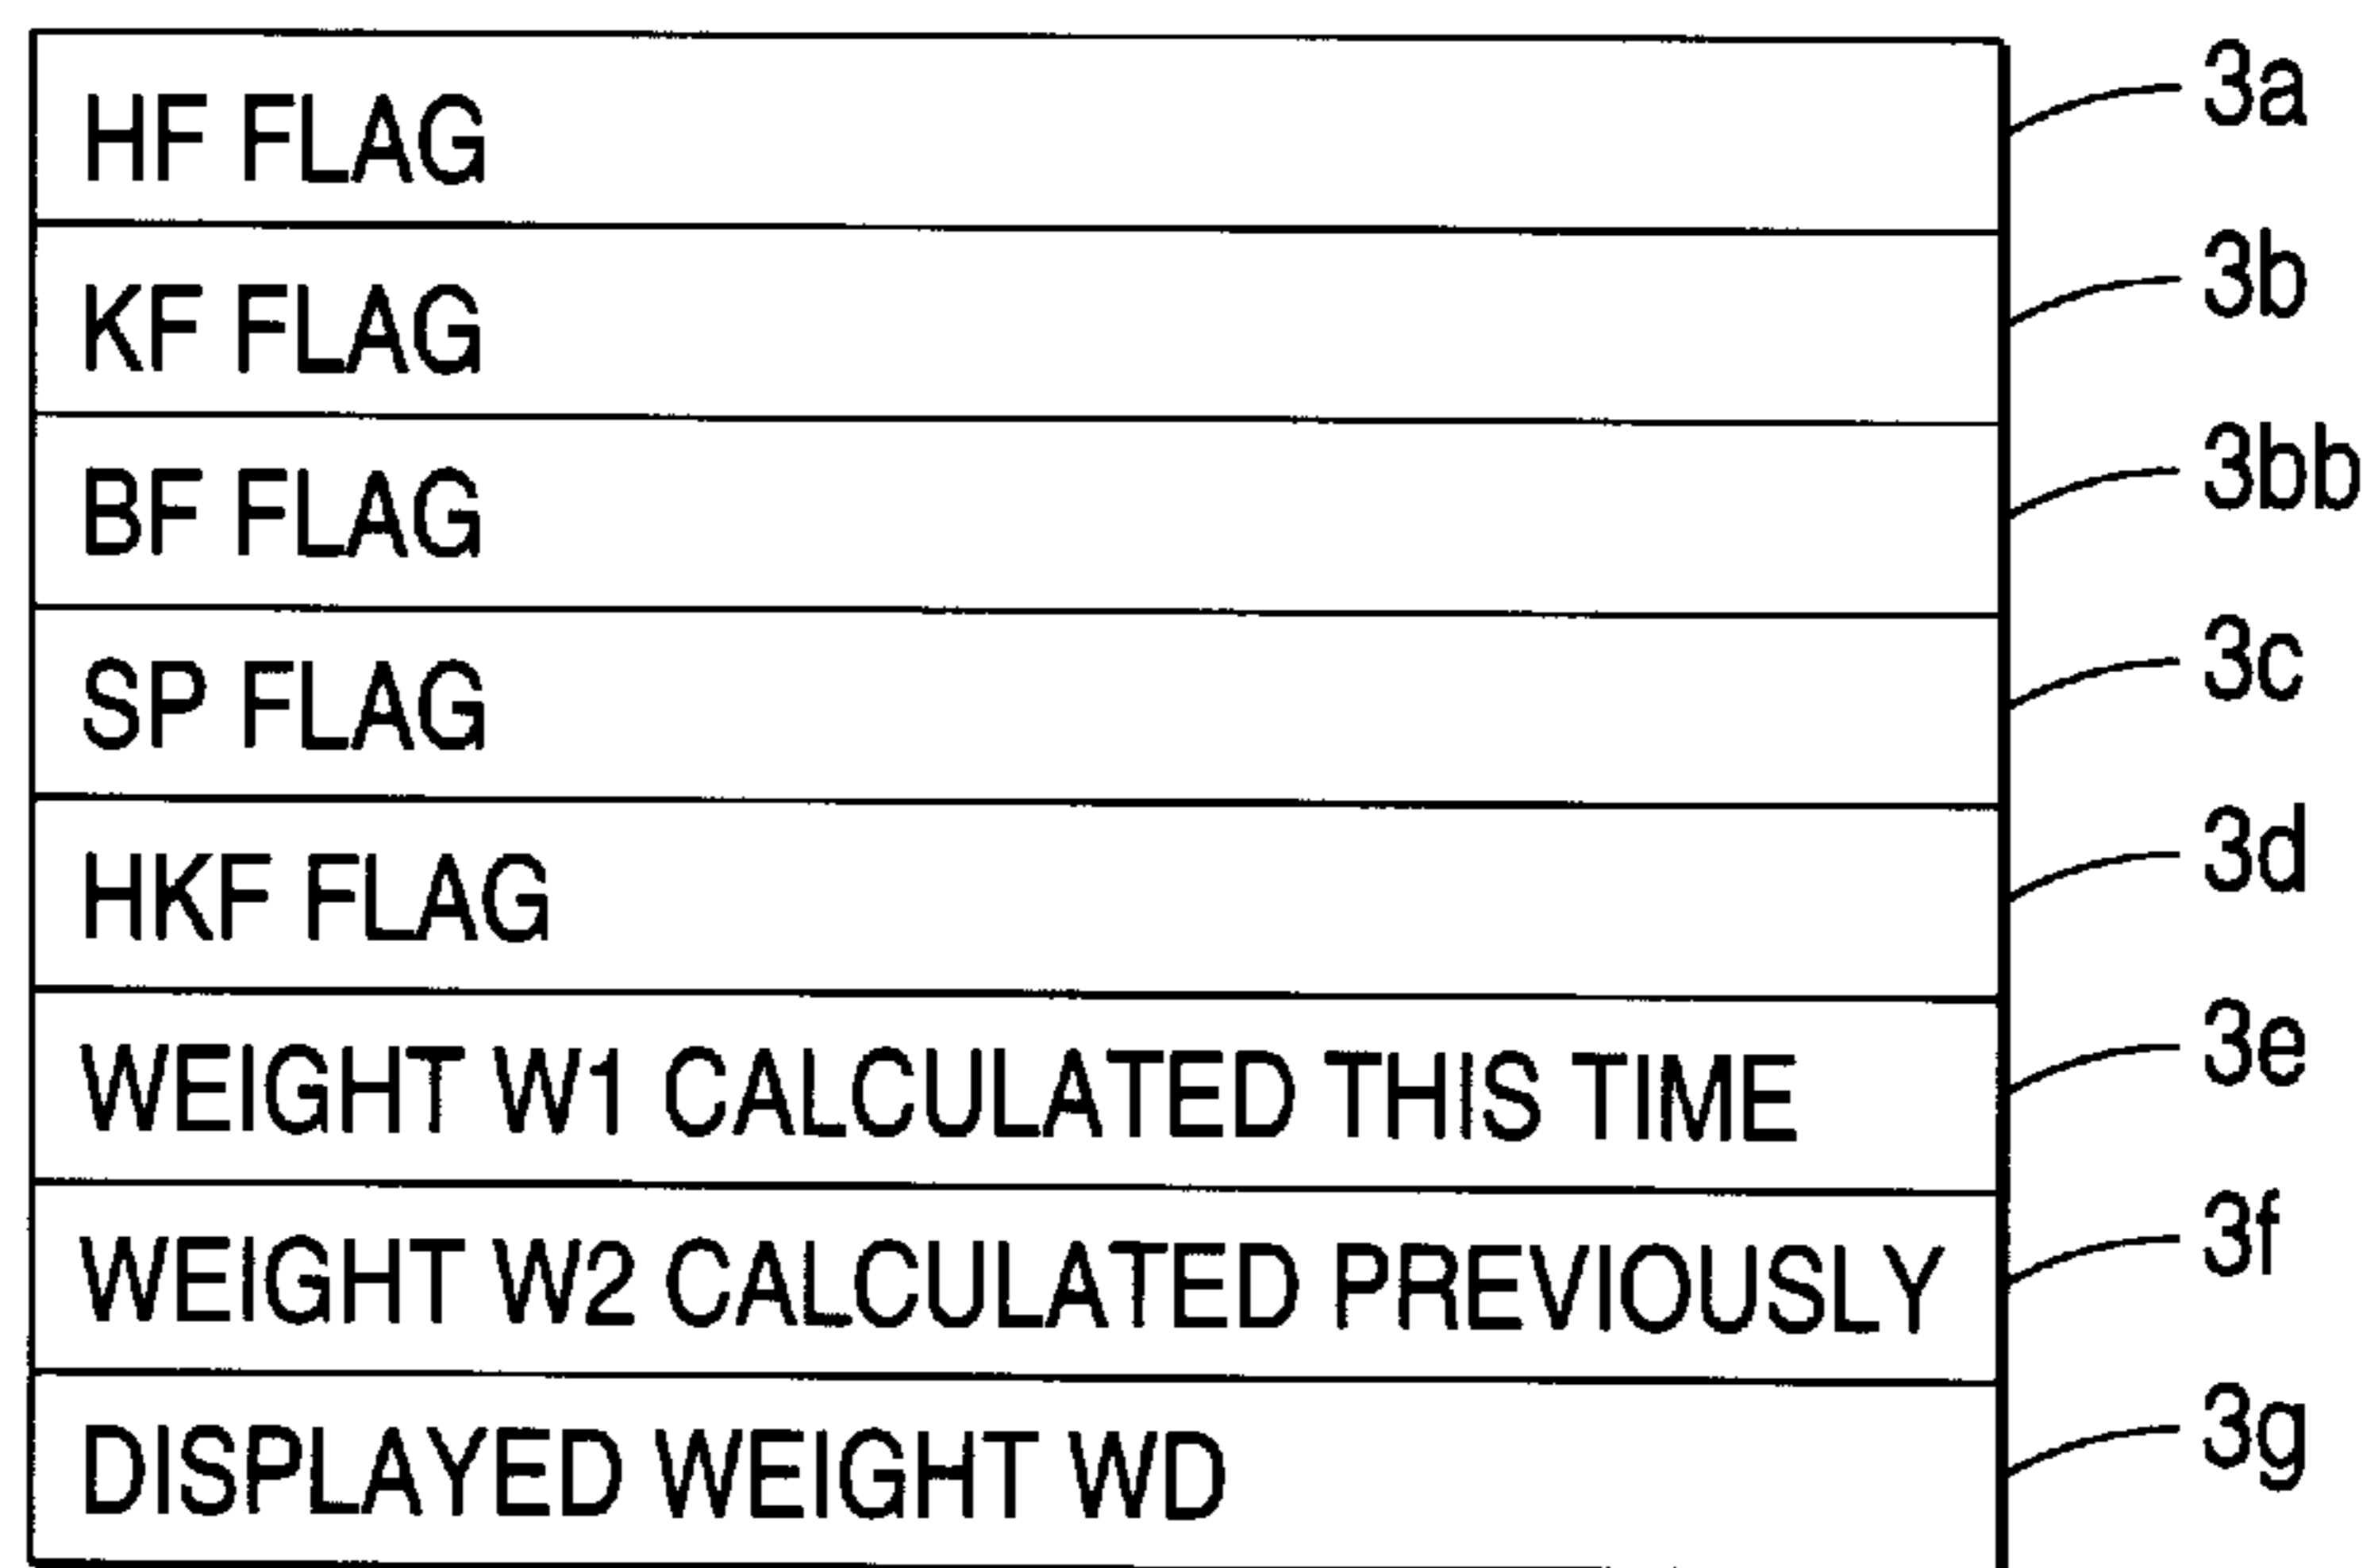 HF FLAG 3a
KF FLAG 3b
BF FLAG 3bb
SP FLAG 3c
HKF FLAG 3d
WEIGHT W1 CALCULATED THIS TIME 3e
WEIGHT W2 CALCULATED PREVIOUSLY 3f
DISPLAYED WEIGHT WD 3g